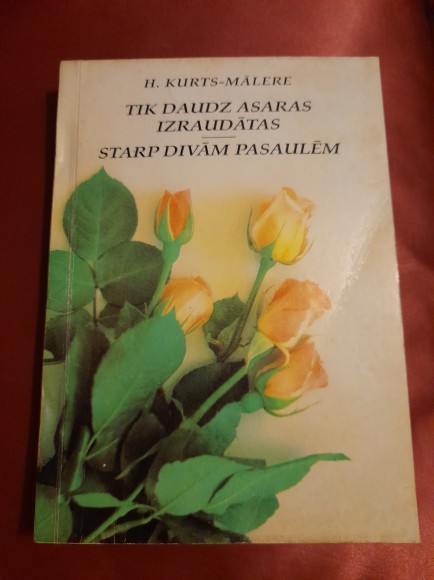 H. KURTS-MĀLERE
TIK DAUDZ ASARAS
IZRAUDĀTAS
STARP DIVĀM PASAULĒM